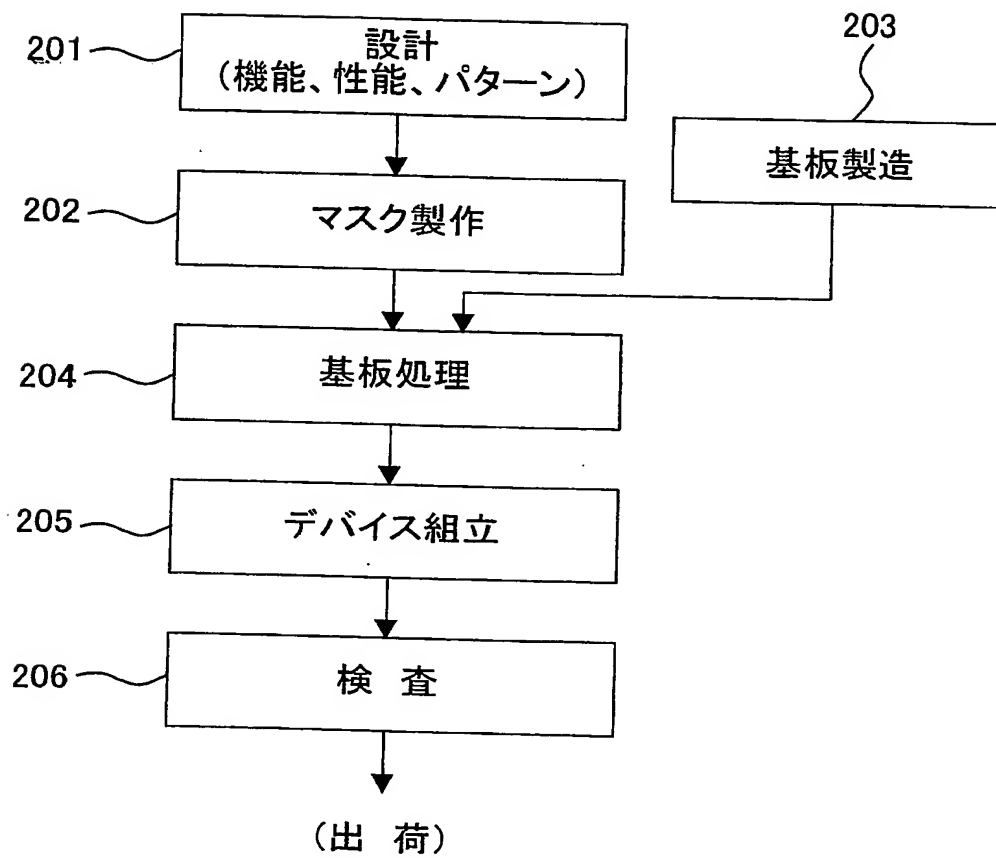 201
設計
(機能、性能、パターン)
203
基板製造
202
マスク製作
204
基板処理
205
デバイス組立
206
検 査
(出 荷)